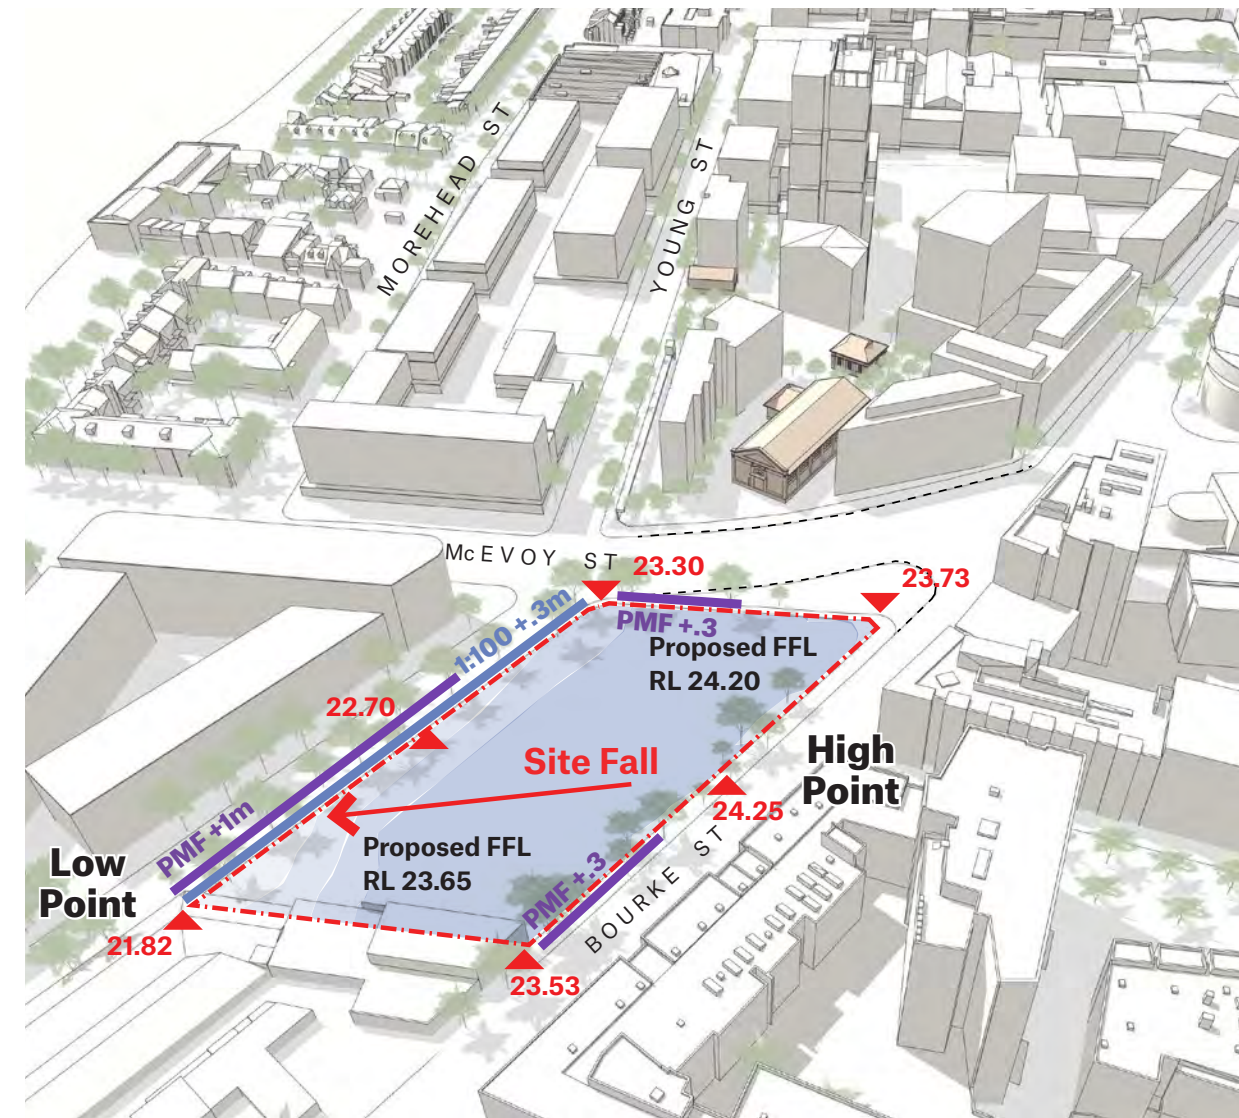 MOREHEAD ST
YOUNG ST
McEVOY ST
23.30
23.73
1:100 +.3m
PMF +.3
Proposed FFL
RL 24.20
22.70
Site Fall
High
Point
24.25
PMF +1m
Proposed FFL
RL 23.65
Low
Point
PMF +.3
BOURKE ST
21.82
23.53